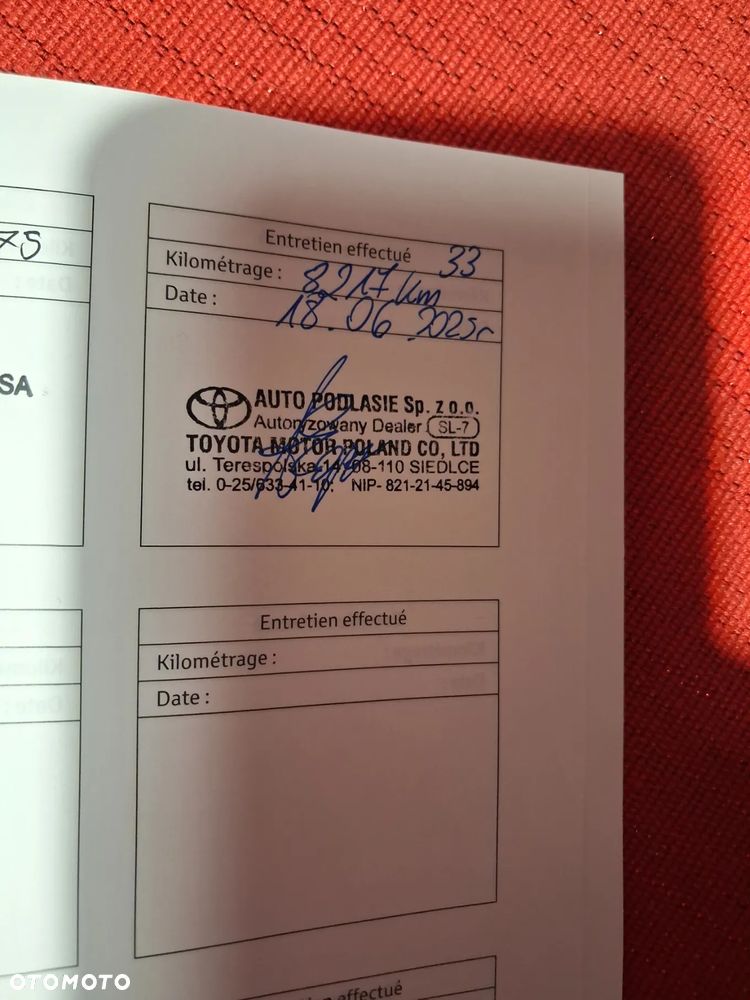 75
SA
Entretien effectué 33
Kilométrage : 8217 km
Date : 18.06.2025r
AUTO PODLASIE Sp. z o.o.
Autoryzowany Dealer SL-7
TOYOTA MOTOR POLAND CO, LTD
ul. Terespolska 14, 08-110 SIEDLCE
tel. 0-25/633-41-10; NIP- 821-21-45-894
Entretien effectué
Kilométrage :
Date :
Entretien effectué
OTOMOTO